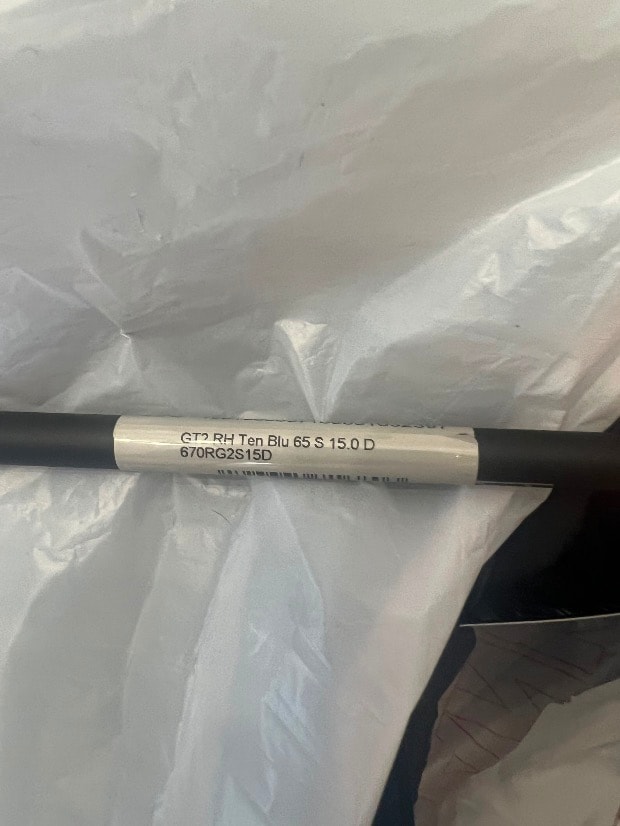 GT2 RH Ten Blu 65 S 15.0 D
670RG2S15D